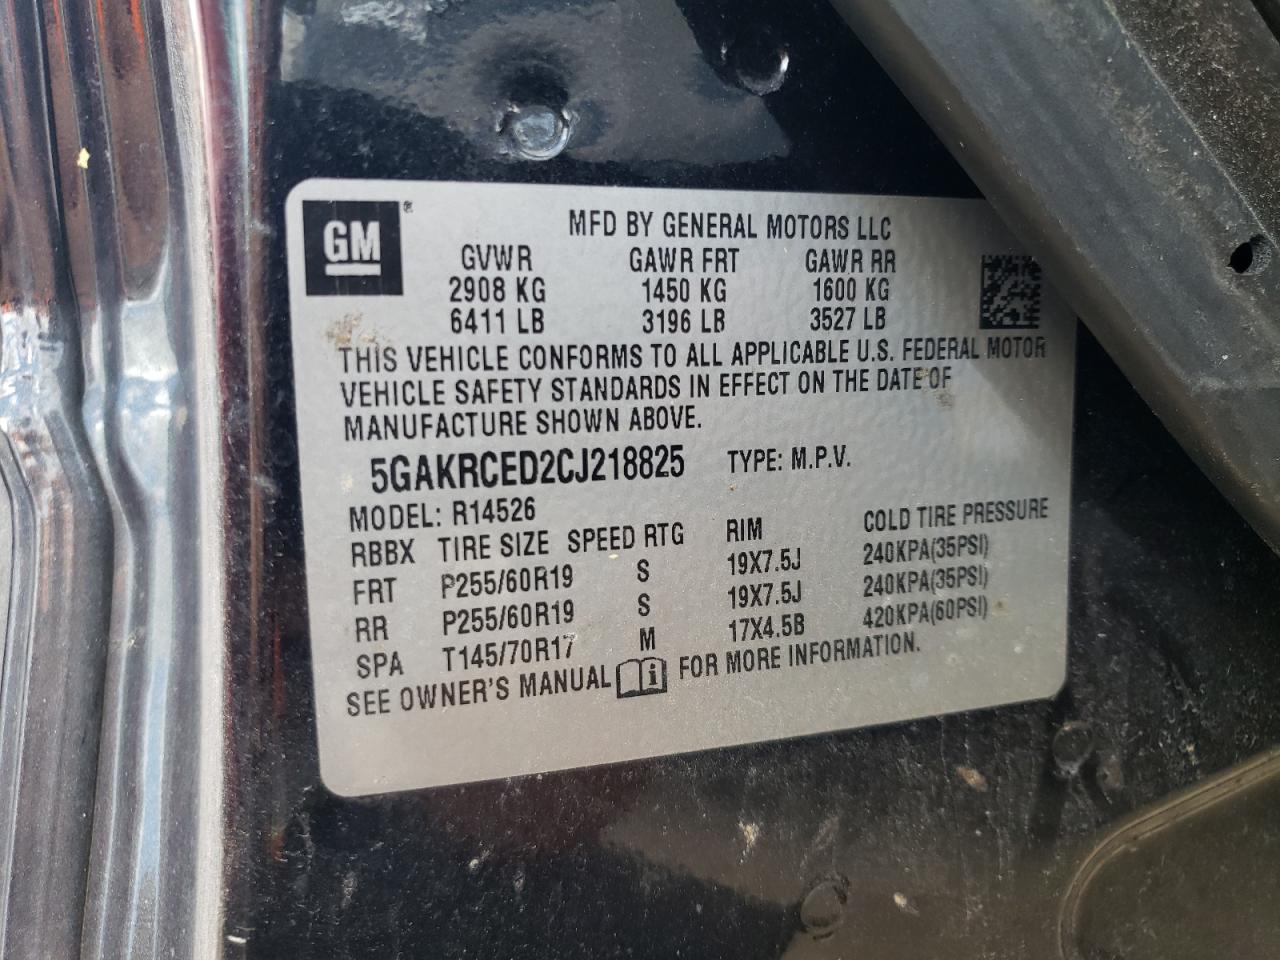 GM®
MFD BY GENERAL MOTORS LLC
GVWR GAWR FRT GAWR RR
2908 KG 1450 KG 1600 KG
6411 LB 3196 LB 3527 LB
THIS VEHICLE CONFORMS TO ALL APPLICABLE U.S. FEDERAL MOTOR
VEHICLE SAFETY STANDARDS IN EFFECT ON THE DATE OF
MANUFACTURE SHOWN ABOVE.
5GAKRCED2CJ218825 TYPE: M.P.V.
MODEL: R14526
RBBX TIRE SIZE SPEED RTG RIM COLD TIRE PRESSURE
FRT P255/60R19 S 19X7.5J 240KPA(35PSI)
RR P255/60R19 S 19X7.5J 240KPA(35PSI)
SPA T145/70R17 M 17X4.5B 420KPA(60PSI)
SEE OWNER'S MANUAL i FOR MORE INFORMATION.